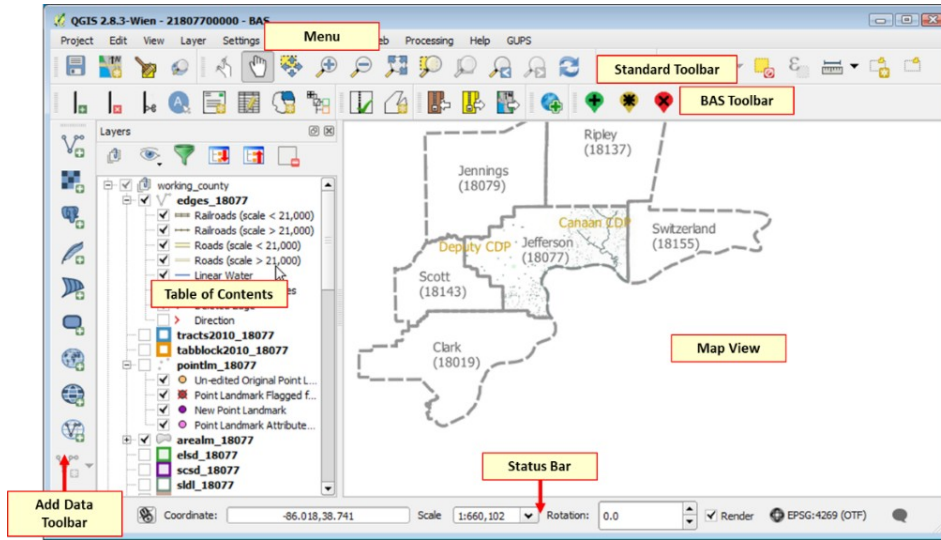 QGIS 2.8.3-Wien - 21807700000 - BAS
Project Edit View Layer Settings Menu Processing Help GUPS
Standard Toolbar
BAS Toolbar
Layers
working_county
edges_18077
Railroads (scale < 21,000)
Railroads (scale > 21,000)
Roads (scale < 21,000)
Roads (scale > 21,000)
Linear Water
Table of Contents
Direction
tracts2010_18077
tabblock2010_18077
pointlm_18077
Un-edited Original Point L...
Point Landmark Flagged f...
New Point Landmark
Point Landmark Attribute...
arealm_18077
elsd_18077
scsd_18077
sldl_18077
Ripley
(18137)
Jennings
(18079)
Canaan CDP
Switzerland
(18155)
Deputy CDP
Jefferson
(18077)
Scott
(18143)
Clark
(18019)
Map View
Status Bar
Add Data
Toolbar
Coordinate: -86.018,38.741 Scale 1:660,102 Rotation: 0.0 Render EPSG:4269 (OTF)